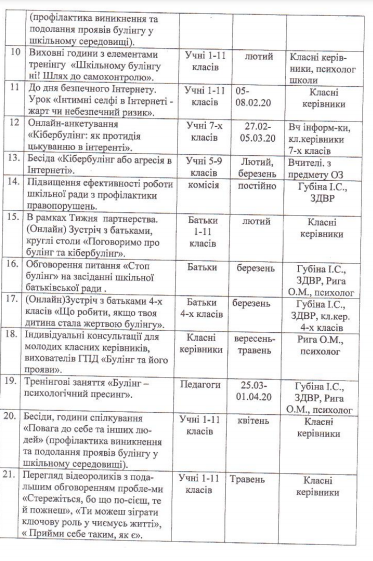 (профілактика виникнення та
подолання проявів булінгу у
шкільному середовищі).
10 Виховні години з елементами Учні 1-11 лютий Класні керів-
тренінгу «Шкільному булінгу класів ники, психолог
ні! Шлях до самоконтролю». школи
11 До дня безпечного Інтернету. Учні 1-11 05- Класні
Урок «Інтимні селфі в Інтернеті - класів 08.02.20 керівники
жарт чи небезпечний ризик».
12 Онлайн-анкетування Учні 7-х 27.02- Вч інформ-ки,
«Кібербулінг: як протидія класів 05.03.20 кл.керівники
цькуванню в інтеренті». 7-х класів
13. Бесіда «Кібербулінг або агресія в Учні 5-9 Лютий, Вчителі. з
Інтернеті». класів березень предмету ОЗ
14. Підвищення ефективності роботи комісія постійно Губіна І.С.,
шкільної ради з профілактики ЗДВР
правопорушень.
15. В рамках Тижня партнерства. Батьки лютий Класні
(Онлайн) Зустріч з батьками, 1-11 керівники
круглі столи «Поговоримо про класів
булінг та кібербулінг».
16. Обговорення питання «Стоп Батьки березень Губіна І.С.,
булінг» на засіданні шкільної ЗДВР, Рига
батьківської ради . О.М., психолог
17. (Онлайн)Зустріч з батьками 4-х Батьки березень Губіна І.С.,
класів «Що робити, якщо твоя 4-х класів ЗДВР, кл.кер.
дитина стала жертвою булінгу». 4-х класів
18. Індивідуальні консультації для Класні вересень- Рига О.М.,
молодих класних керівників, керівники травень психолог
вихователів ГПД «Булінг та його
прояви».
19. Тренінгові заняття «Булінг – Педагоги 25.03- Губіна І.С.,
психологічний пресинг». 01.04.20 ЗДВР, Рига
О.М., психолог
20. Бесіди, години спілкування Учні 1-11 квітень Класні
«Повага до себе та інших лю- класів керівники
дей» (профілактика виникнення
та подолання проявів булінгу у
шкільному середовищі).
21. Перегляд відеороликів з пода- Учні 1-11 Травень Класні
льшим обговоренням пробле-ми класів керівники
«Стережіться, бо що по-сієш, те
й пожнеш», «Ти можеш зіграти
ключову роль у чиємусь житті»,
« Прийми себе таким, як є».